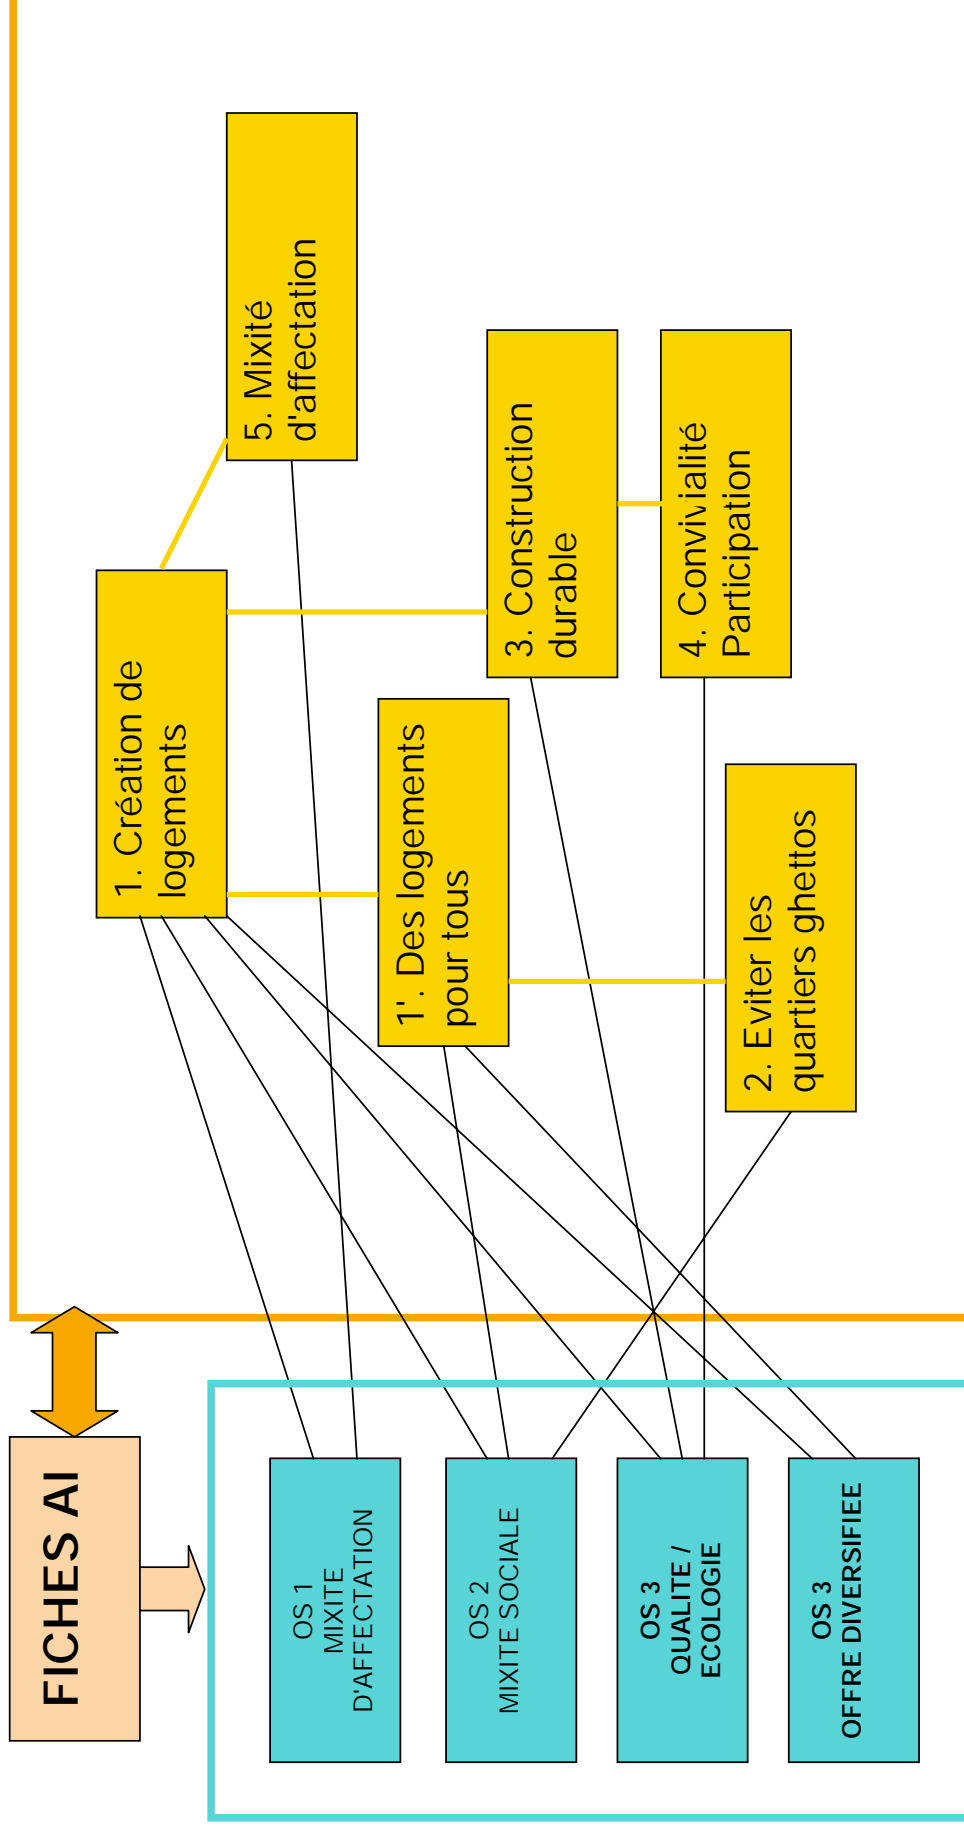 FICHES AI
OS 1
MIXITE
D'AFFECTATION
OS 2
MIXITE SOCIALE
OS 3
QUALITE /
ECOLOGIE
OS 3
OFFRE DIVERSIFIEE
1. Création de
logements
5. Mixité
d'affectation
1'. Des logements
pour tous
3. Construction
durable
4. Convivialité
Participation
2. Eviter les
quartiers ghettos